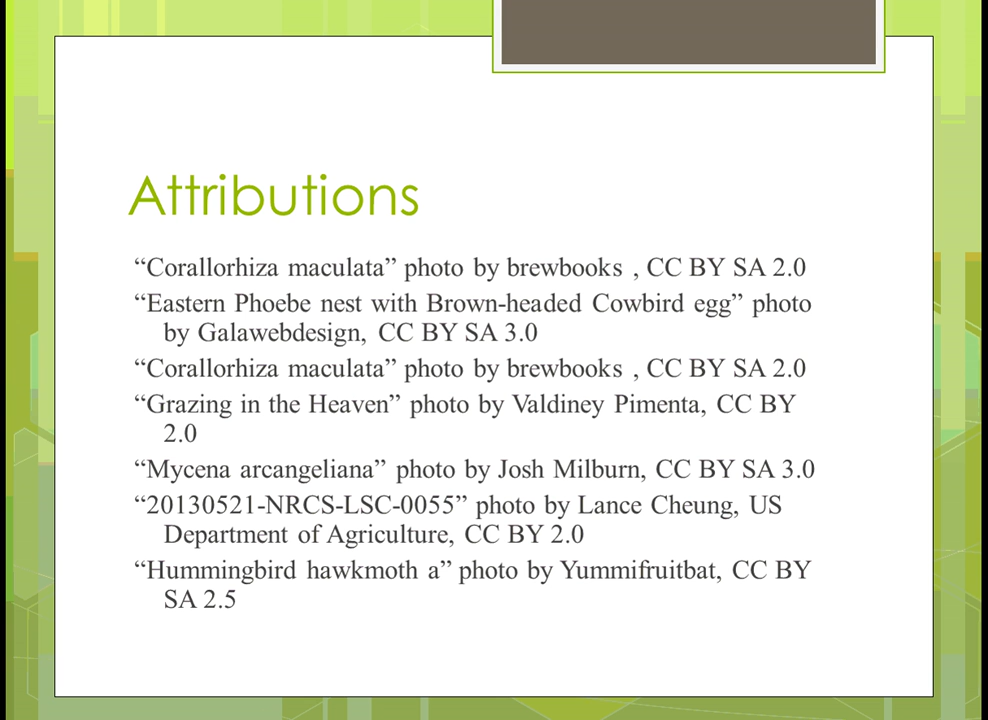 Attributions
“Corallorhiza maculata” photo by brewbooks , CC BY SA 2.0
“Eastern Phoebe nest with Brown-headed Cowbird egg” photo
by Galawebdesign, CC BY SA 3.0
“Corallorhiza maculata” photo by brewbooks , CC BY SA 2.0
“Grazing in the Heaven” photo by Valdiney Pimenta, CC BY
2.0
“Mycena arcangeliana” photo by Josh Milburn, CC BY SA 3.0
“20130521-NRCS-LSC-0055” photo by Lance Cheung, US
Department of Agriculture, CC BY 2.0
“Hummingbird hawkmoth a” photo by Yummifruitbat, CC BY
SA 2.5